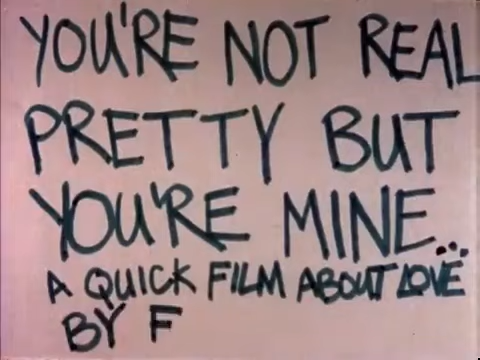 YOU'RE NOT REAL
PRETTY BUT
YOU'RE MINE...
A QUICK FILM ABOUT LOVE
BY F